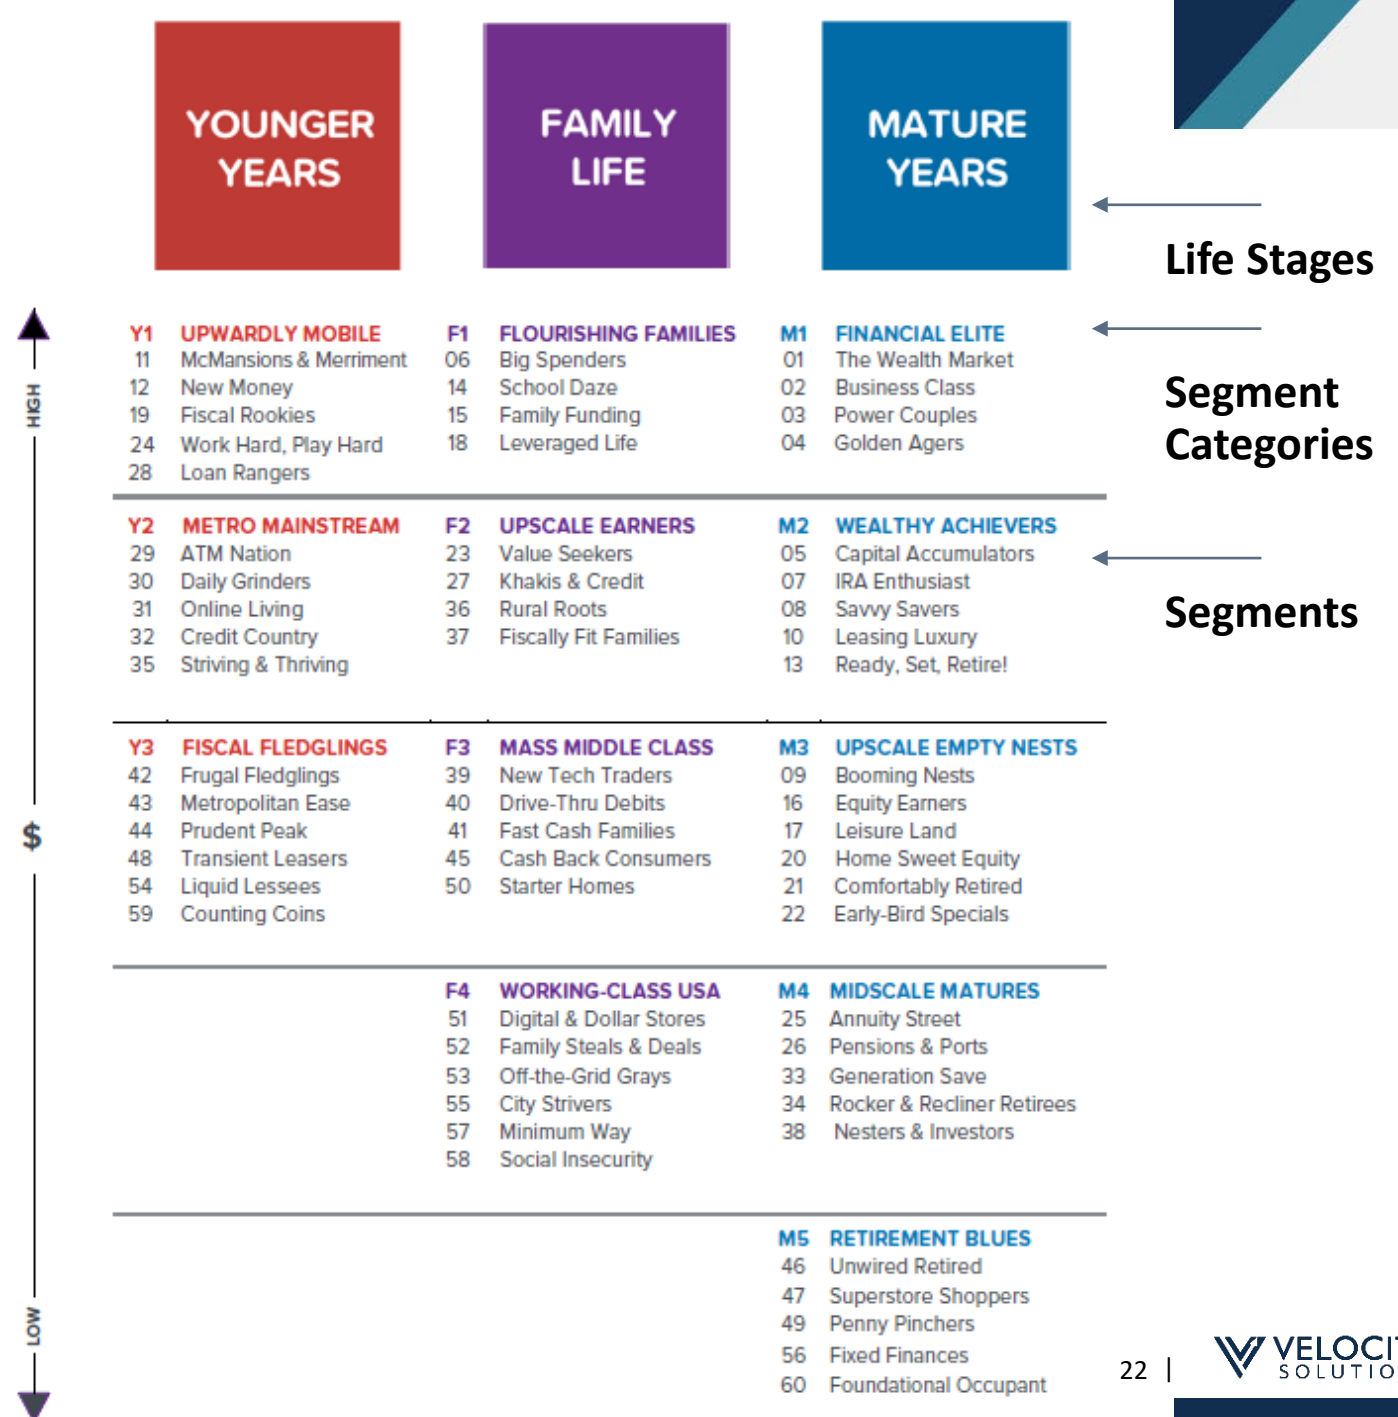 YOUNGER
YEARS
FAMILY
LIFE
MATURE
YEARS
Life Stages
Segment
Categories
Segments
HIGH
$
LOW
Y1 UPWARDLY MOBILE
11 McMansions & Merriment
12 New Money
19 Fiscal Rookies
24 Work Hard, Play Hard
28 Loan Rangers
F1 FLOURISHING FAMILIES
06 Big Spenders
14 School Daze
15 Family Funding
18 Leveraged Life
M1 FINANCIAL ELITE
01 The Wealth Market
02 Business Class
03 Power Couples
04 Golden Agers
Y2 METRO MAINSTREAM
29 ATM Nation
30 Daily Grinders
31 Online Living
32 Credit Country
35 Striving & Thriving
F2 UPSCALE EARNERS
23 Value Seekers
27 Khakis & Credit
36 Rural Roots
37 Fiscally Fit Families
M2 WEALTHY ACHIEVERS
05 Capital Accumulators
07 IRA Enthusiast
08 Savvy Savers
10 Leasing Luxury
13 Ready, Set, Retire!
Y3 FISCAL FLEDGLINGS
42 Frugal Fledglings
43 Metropolitan Ease
44 Prudent Peak
48 Transient Leasers
54 Liquid Lessees
59 Counting Coins
F3 MASS MIDDLE CLASS
39 New Tech Traders
40 Drive-Thru Debits
41 Fast Cash Families
45 Cash Back Consumers
50 Starter Homes
M3 UPSCALE EMPTY NESTS
09 Booming Nests
16 Equity Earners
17 Leisure Land
20 Home Sweet Equity
21 Comfortably Retired
22 Early-Bird Specials
F4 WORKING-CLASS USA
51 Digital & Dollar Stores
52 Family Steals & Deals
53 Off-the-Grid Grays
55 City Strivers
57 Minimum Way
58 Social Insecurity
M4 MIDSCALE MATURES
25 Annuity Street
26 Pensions & Ports
33 Generation Save
34 Rocker & Recliner Retirees
38 Nesters & Investors
M5 RETIREMENT BLUES
46 Unwired Retired
47 Superstore Shoppers
49 Penny Pinchers
56 Fixed Finances
60 Foundational Occupant
22 |
VELOCI
SOLUTIO